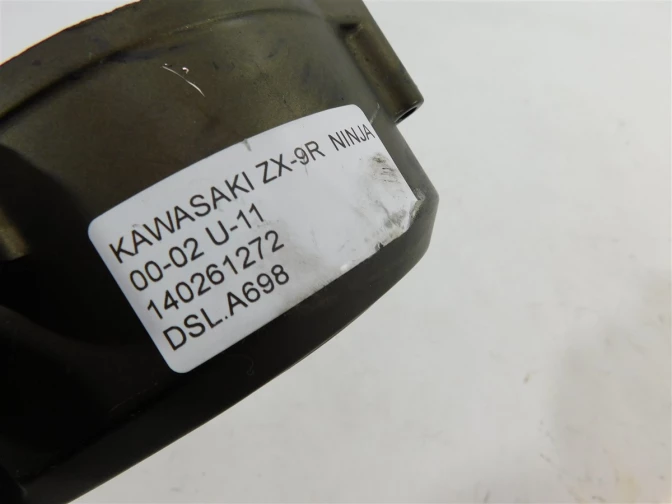 KAWASAKI ZX-9R NINJA
00-02 U-11
140261272
DSL.A698